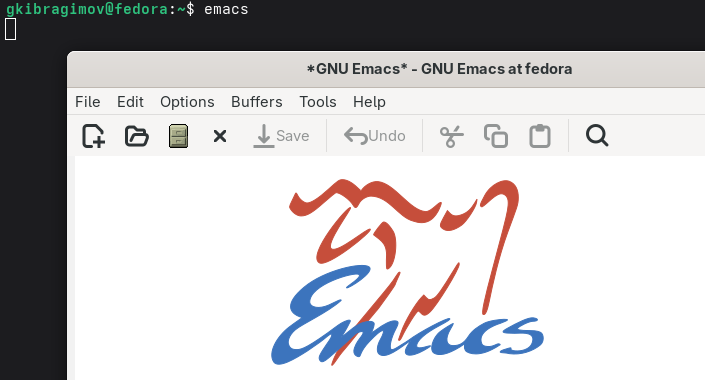 gkibragimov@fedora:~$ emacs
*GNU Emacs* - GNU Emacs at fedora
File Edit Options Buffers Tools Help
Save Undo
Emacs